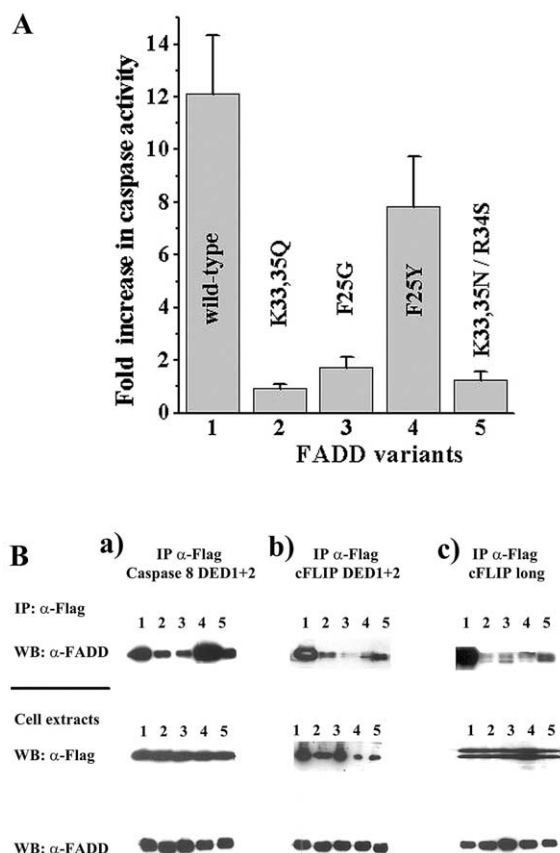 A
Fold increase in caspase activity
14
12
10
8
6
4
2
0
wild-type
K33,35Q
F25G
F25Y
K33,35N / R34S
1 2 3 4 5
FADD variants
B
a) IP α-Flag
Caspase 8 DED1+2
b) IP α-Flag
cFLIP DED1+2
c) IP α-Flag
cFLIP long
IP: α-Flag
1 2 3 4 5 1 2 3 4 5 1 2 3 4 5
WB: α-FADD
Cell extracts
1 2 3 4 5 1 2 3 4 5 1 2 3 4 5
WB: α-Flag
WB: α-FADD